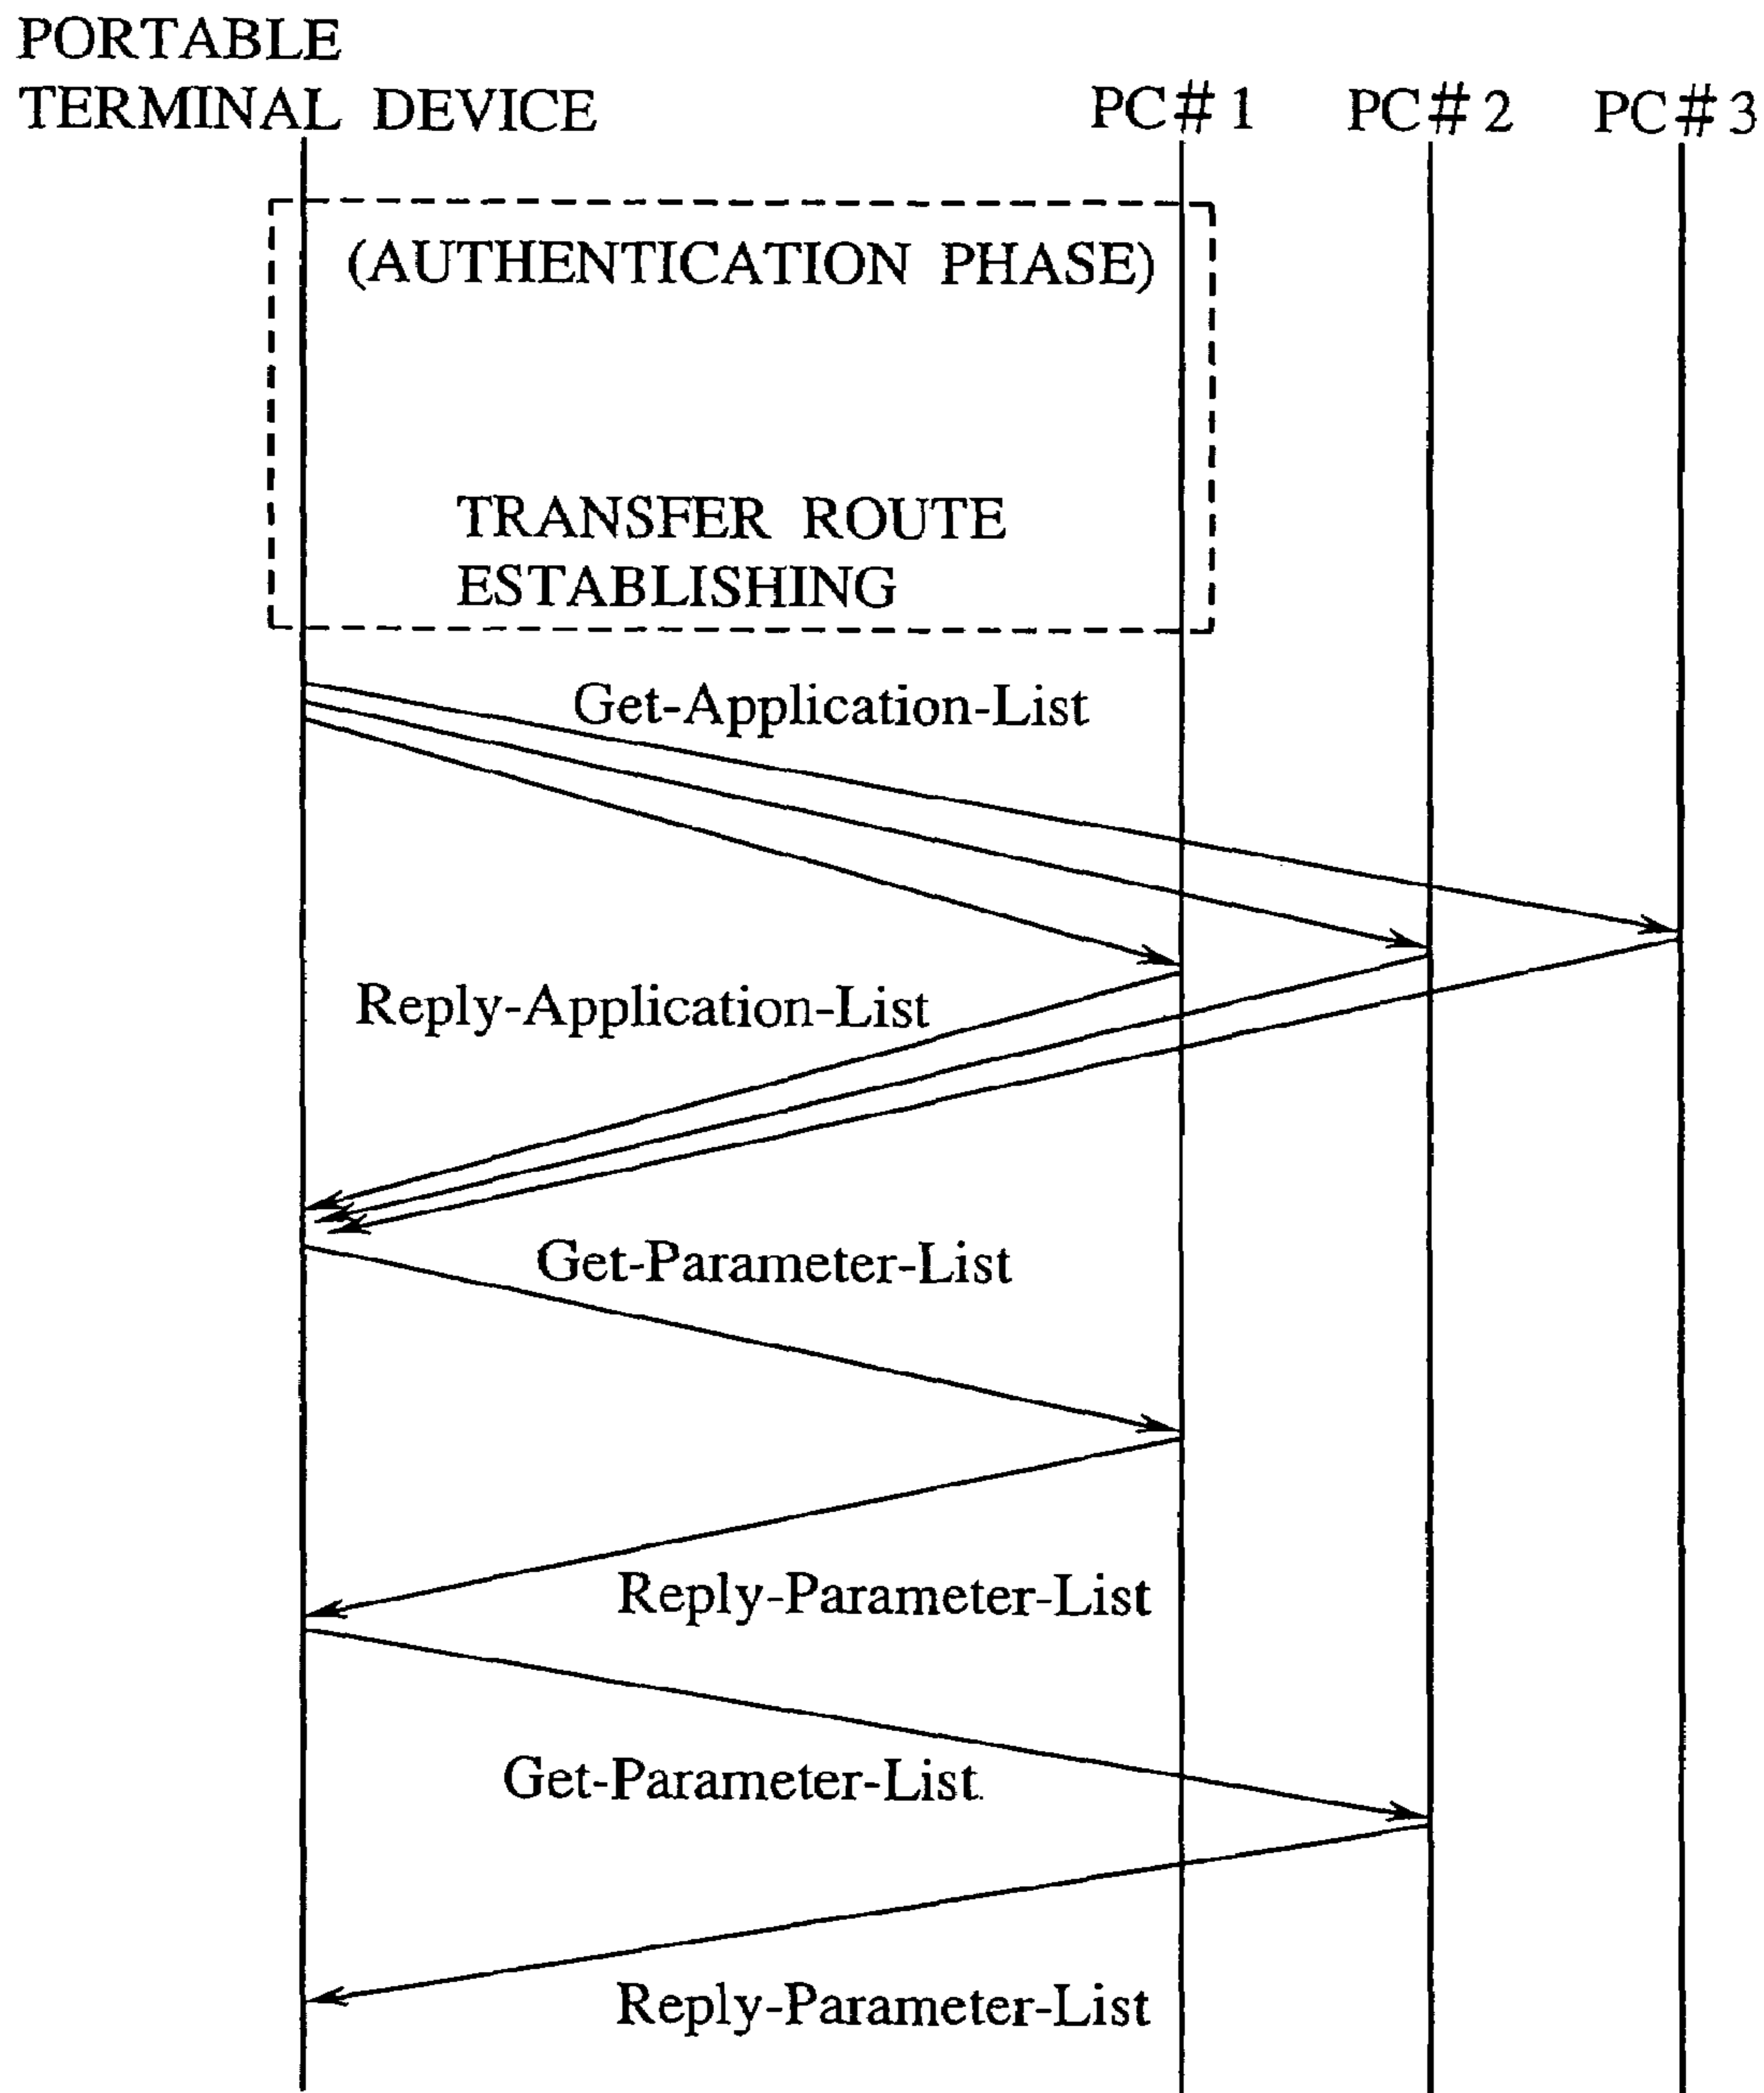 PORTABLE
TERMINAL DEVICE
PC#1
PC#2
PC#3
(AUTHENTICATION PHASE)
TRANSFER ROUTE
ESTABLISHING
Get-Application-List
Reply-Application-List
Get-Parameter-List
Reply-Parameter-List
Get-Parameter-List
Reply-Parameter-List